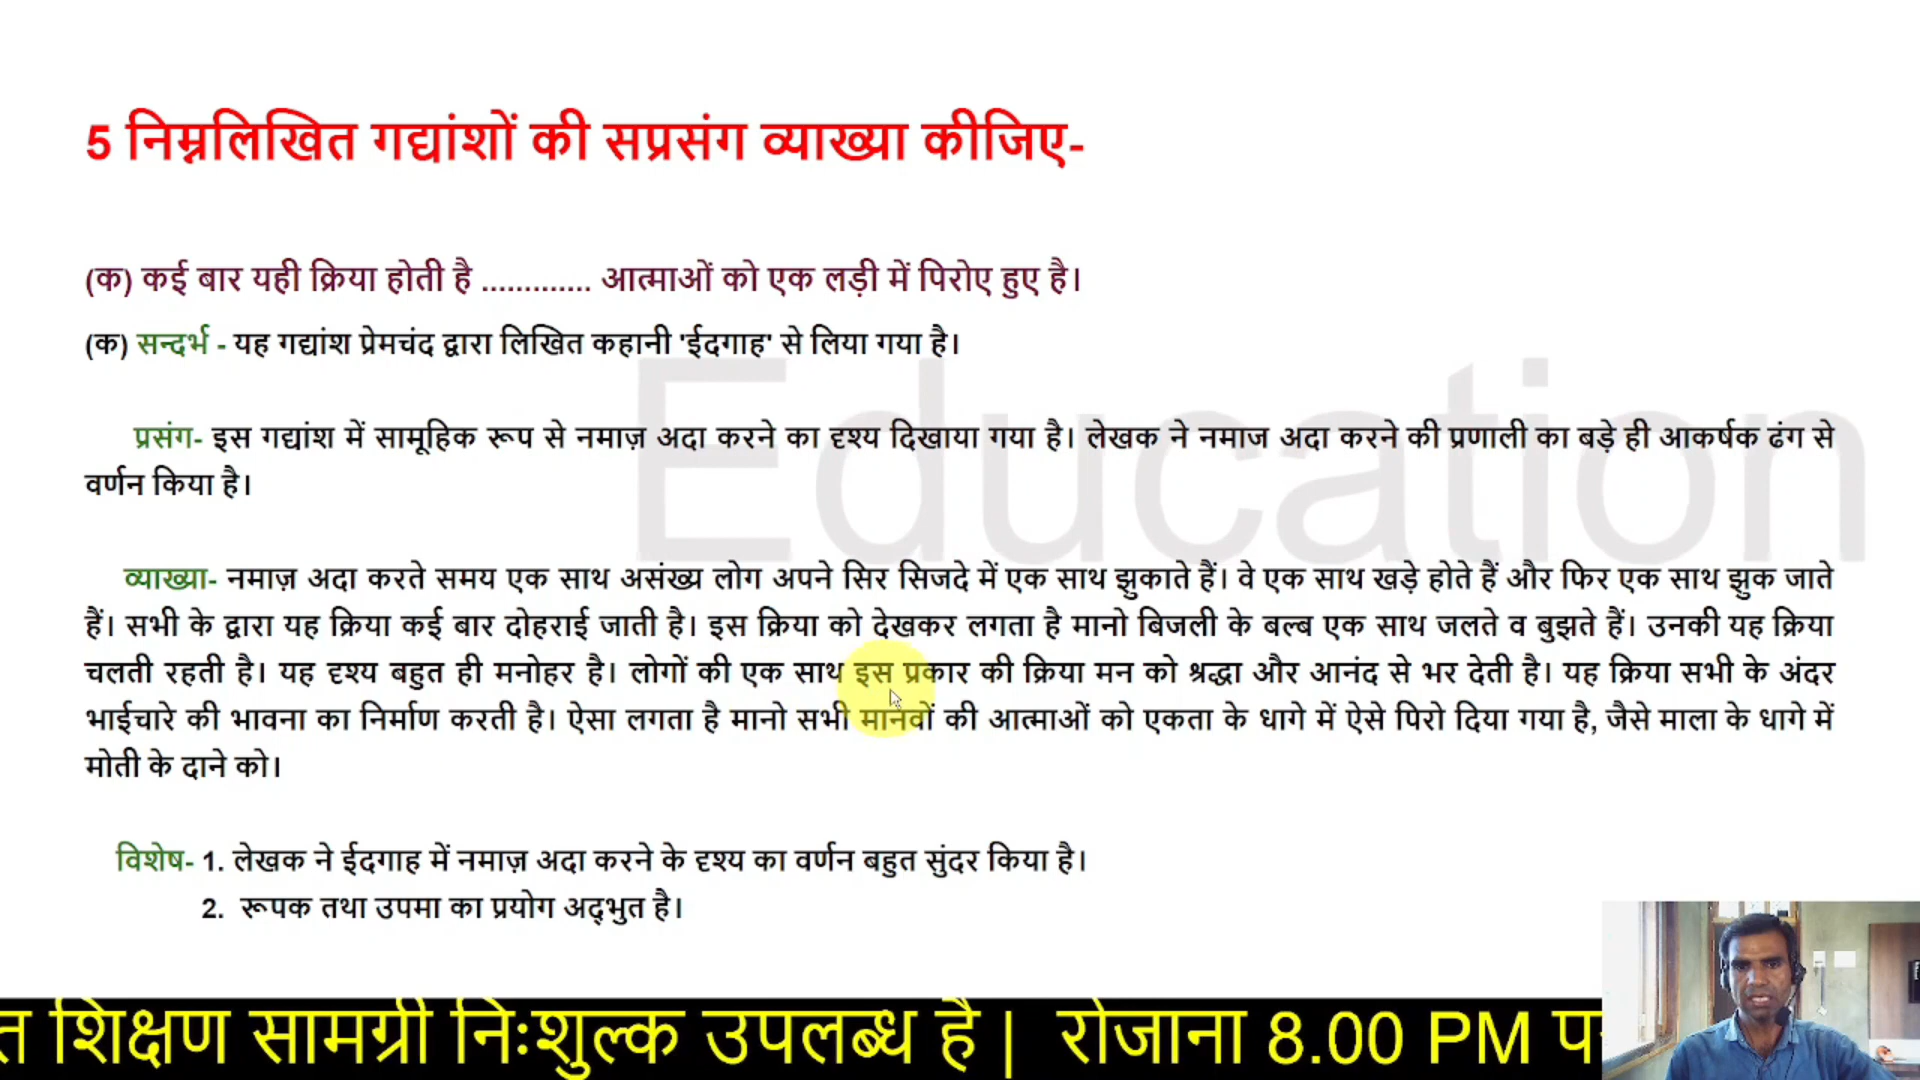 5 निम्नलिखित गद्यांशों की सप्रसंग व्याख्या कीजिए-
(क) कई बार यही क्रिया होती है ............. आत्माओं को एक लड़ी में पिरोए हुए है।
(क) सन्दर्भ - यह गद्यांश प्रेमचंद द्वारा लिखित कहानी 'ईदगाह' से लिया गया है।
Education
प्रसंग- इस गद्यांश में सामूहिक रूप से नमाज़ अदा करने का दृश्य दिखाया गया है। लेखक ने नमाज अदा करने की प्रणाली का बड़े ही आकर्षक ढंग से
वर्णन किया है।
व्याख्या- नमाज़ अदा करते समय एक साथ असंख्य लोग अपने सिर सिजदे में एक साथ झुकाते हैं। वे एक साथ खड़े होते हैं और फिर एक साथ झुक जाते
हैं। सभी के द्वारा यह क्रिया कई बार दोहराई जाती है। इस क्रिया को देखकर लगता है मानो बिजली के बल्ब एक साथ जलते व बुझते हैं। उनकी यह क्रिया
चलती रहती है। यह दृश्य बहुत ही मनोहर है। लोगों की एक साथ इस प्रकार की क्रिया मन को श्रद्धा और आनंद से भर देती है। यह क्रिया सभी के अंदर
भाईचारे की भावना का निर्माण करती है। ऐसा लगता है मानो सभी मानवों की आत्माओं को एकता के धागे में ऐसे पिरो दिया गया है, जैसे माला के धागे में
मोती के दाने को।
विशेष- 1. लेखक ने ईदगाह में नमाज़ अदा करने के दृश्य का वर्णन बहुत सुंदर किया है।
2. रूपक तथा उपमा का प्रयोग अद्भुत है।
त शिक्षण सामग्री निःशुल्क उपलब्ध है | रोजाना 8.00 PM प